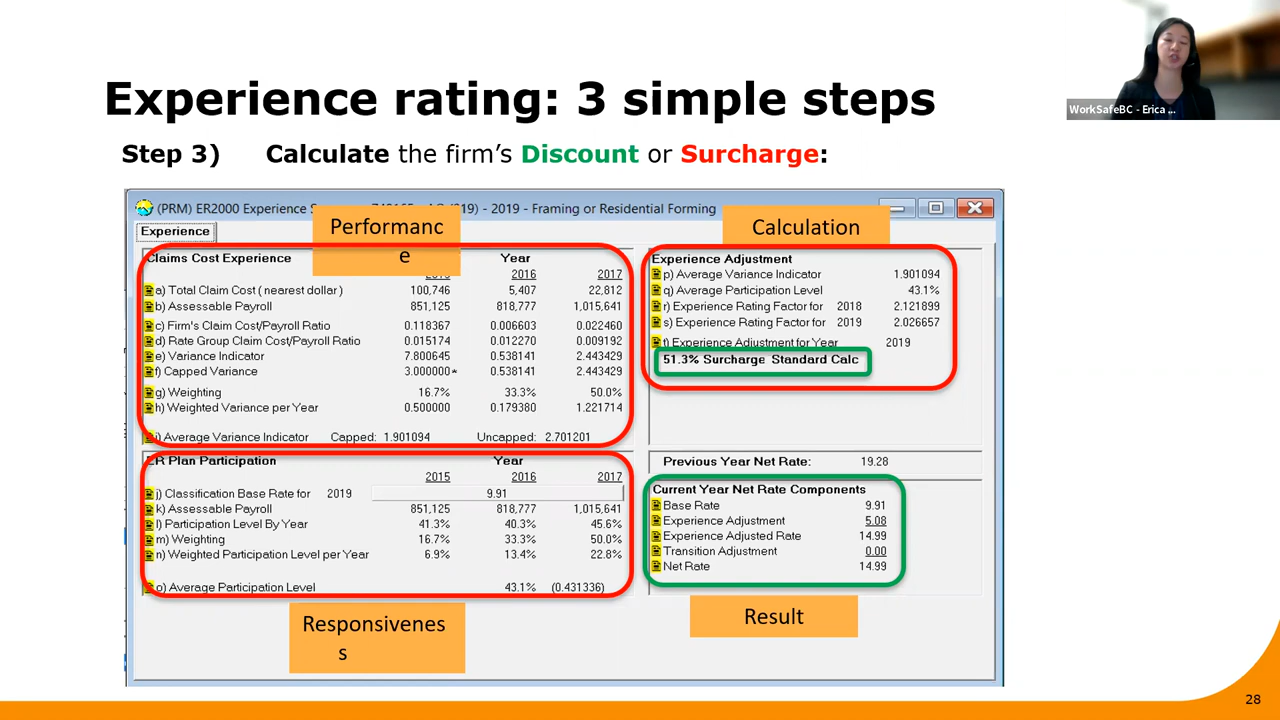 WorkSafeBC - Erica ...
Experience rating: 3 simple steps
Step 3) Calculate the firm's Discount or Surcharge:
(PRM) ER2000 Experience - 2019 - Framing or Residential Forming
Performanc
e
Calculation
Experience
Claims Cost Experience Year
2016 2017
a) Total Claim Cost ( nearest dollar ) 100,746 5,407 22,812
b) Assessable Payroll 851,125 818,777 1,015,641
c) Firm's Claim Cost/Payroll Ratio 0.118367 0.006603 0.022460
d) Rate Group Claim Cost/Payroll Ratio 0.015174 0.012270 0.009192
e) Variance Indicator 7.800645 0.538141 2.443429
f) Capped Variance 3.000000* 0.538141 2.443429
g) Weighting 16.7% 33.3% 50.0%
h) Weighted Variance per Year 0.500000 0.179380 1.221714
i) Average Variance Indicator Capped: 1.901094 Uncapped: 2.701201
Experience Adjustment
p) Average Variance Indicator 1.901094
q) Average Participation Level 43.1%
r) Experience Rating Factor for 2018 2.121899
s) Experience Rating Factor for 2019 2.026657
t) Experience Adjustment for Year 2019
51.3% Surcharge Standard Calc
ER Plan Participation Year
2015 2016 2017
j) Classification Base Rate for 2019 9.91
k) Assessable Payroll 851,125 818,777 1,015,641
l) Participation Level By Year 41.3% 40.3% 45.6%
m) Weighting 16.7% 33.3% 50.0%
n) Weighted Participation Level per Year 6.9% 13.4% 22.8%
o) Average Participation Level 43.1% (0.431336)
Previous Year Net Rate: 19.28
Current Year Net Rate Components
Base Rate 9.91
Experience Adjustment 5.08
Experience Adjusted Rate 14.99
Transition Adjustment 0.00
Net Rate 14.99
Responsivenes
s
Result
28